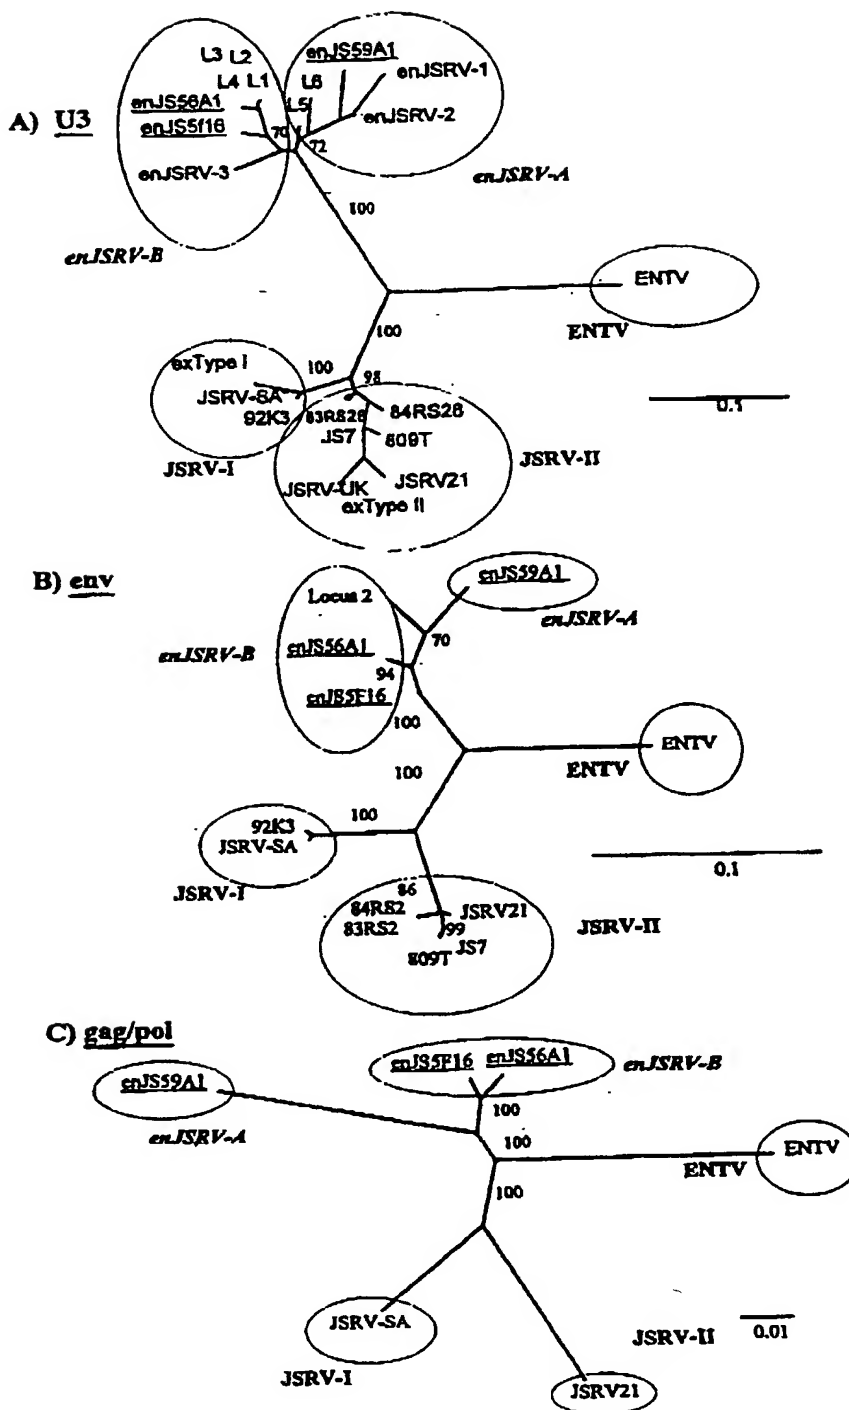 L3 L2
enJS59A1
enJSRV-1
L4 L1
L6
A) U3
enJS56A1
L5
enJSRV-2
enJS5f16
70
72
enJSRV-3
enJSRV-A
100
enJSRV-B
ENTV
ENTV
100
exType I
100
98
JSRV-SA
92K3
83RS28
84RS28
0.1
JS7
809T
JSRV-I
JSRV-II
JSRV-UK
JSRV21
exType II
B) env
enJS59A1
Locus 2
enJSRV-A
enJSRV-B
enJS56A1
70
94
enJS5F16
100
ENTV
ENTV
100
100
92K3
JSRV-SA
0.1
JSRV-I
86
84RS2
JSRV21
JSRV-II
83RS2
99
JS7
809T
C) gag/pol
enJS5F16
enJS56A1
enJSRV-B
enJS59A1
100
enJSRV-A
100
ENTV
ENTV
100
JSRV-SA
JSRV-II
0.01
JSRV-I
JSRV21